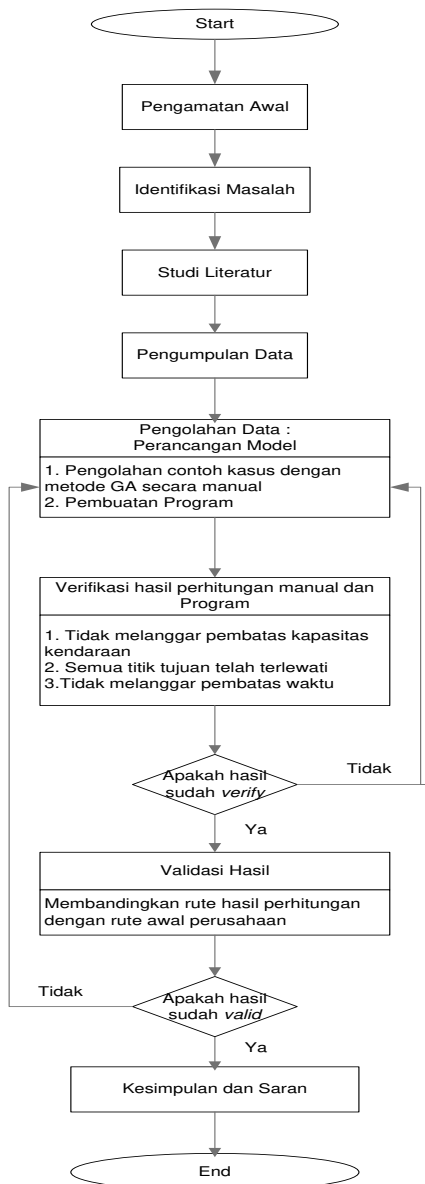 Start
Pengamatan Awal
Identifikasi Masalah
Studi Literatur
Pengumpulan Data
Pengolahan Data :
Perancangan Model
1. Pengolahan contoh kasus dengan
metode GA secara manual
2. Pembuatan Program
Verifikasi hasil perhitungan manual dan
Program
1. Tidak melanggar pembatas kapasitas
kendaraan
2. Semua titik tujuan telah terlewati
3.Tidak melanggar pembatas waktu
Apakah hasil
sudah verify
Tidak
Ya
Validasi Hasil
Membandingkan rute hasil perhitungan
dengan rute awal perusahaan
Tidak
Apakah hasil
sudah valid
Ya
Kesimpulan dan Saran
End